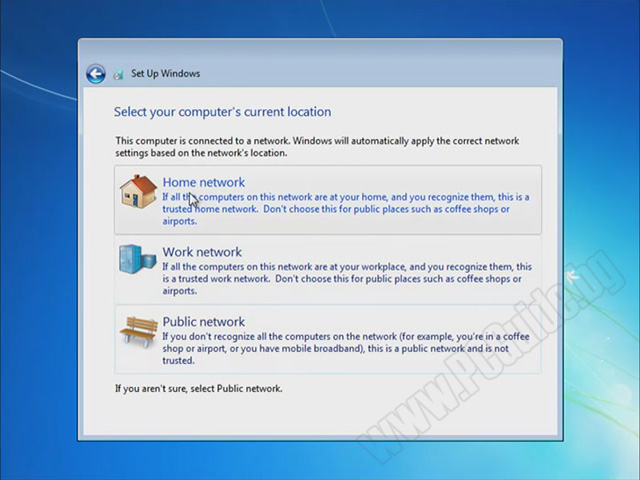 Set Up Windows
Select your computer's current location
This computer is connected to a network. Windows will automatically apply the correct network
settings based on the network's location.
Home network
If all the computers on this network are at your home, and you recognize them, this is a
trusted home network. Don't choose this for public places such as coffee shops or
airports.
Work network
If all the computers on this network are at your workplace, and you recognize them, this
is a trusted work network. Don't choose this for public places such as coffee shops or
airports.
Public network
If you don't recognize all the computers on the network (for example, you're in a coffee
shop or airport, or you have mobile broadband), this is a public network and is not
trusted.
If you aren't sure, select Public network.
www.PCGuide.bg